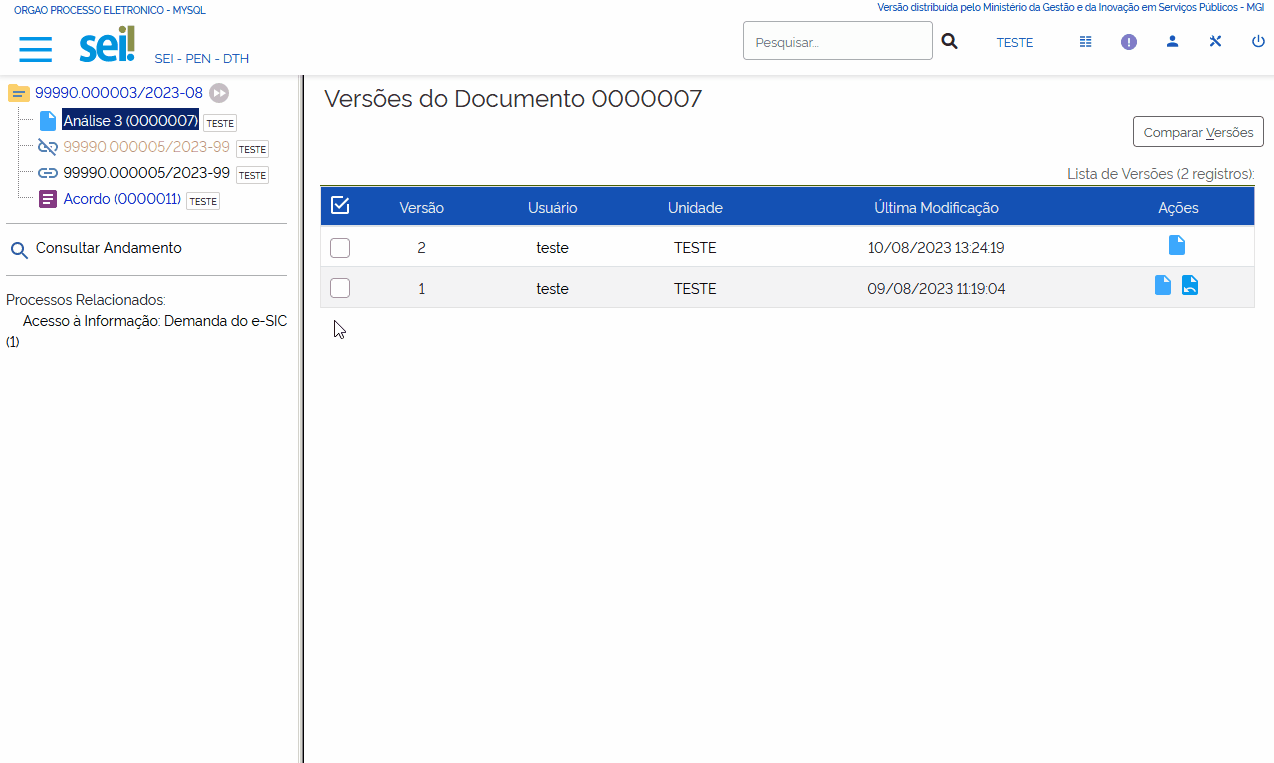 ORGAO PROCESSO ELETRONICO - MYSQL
Versão distribuída pelo Ministério da Gestão e da Inovação em Serviços Públicos - MGI
sei!
SEI - PEN - DTH
Pesquisar...
TESTE
99990.000003/2023-08
Análise 3 (0000007) TESTE
99990.000005/2023-99 TESTE
99990.000005/2023-99 TESTE
Acordo (0000011) TESTE
Consultar Andamento
Processos Relacionados:
Acesso à Informação: Demanda do e-SIC
(1)
Versões do Documento 0000007
Comparar Versões
Lista de Versões (2 registros):
Versão Usuário Unidade Última Modificação Ações
2 teste TESTE 10/08/2023 13:24:19
1 teste TESTE 09/08/2023 11:19:04